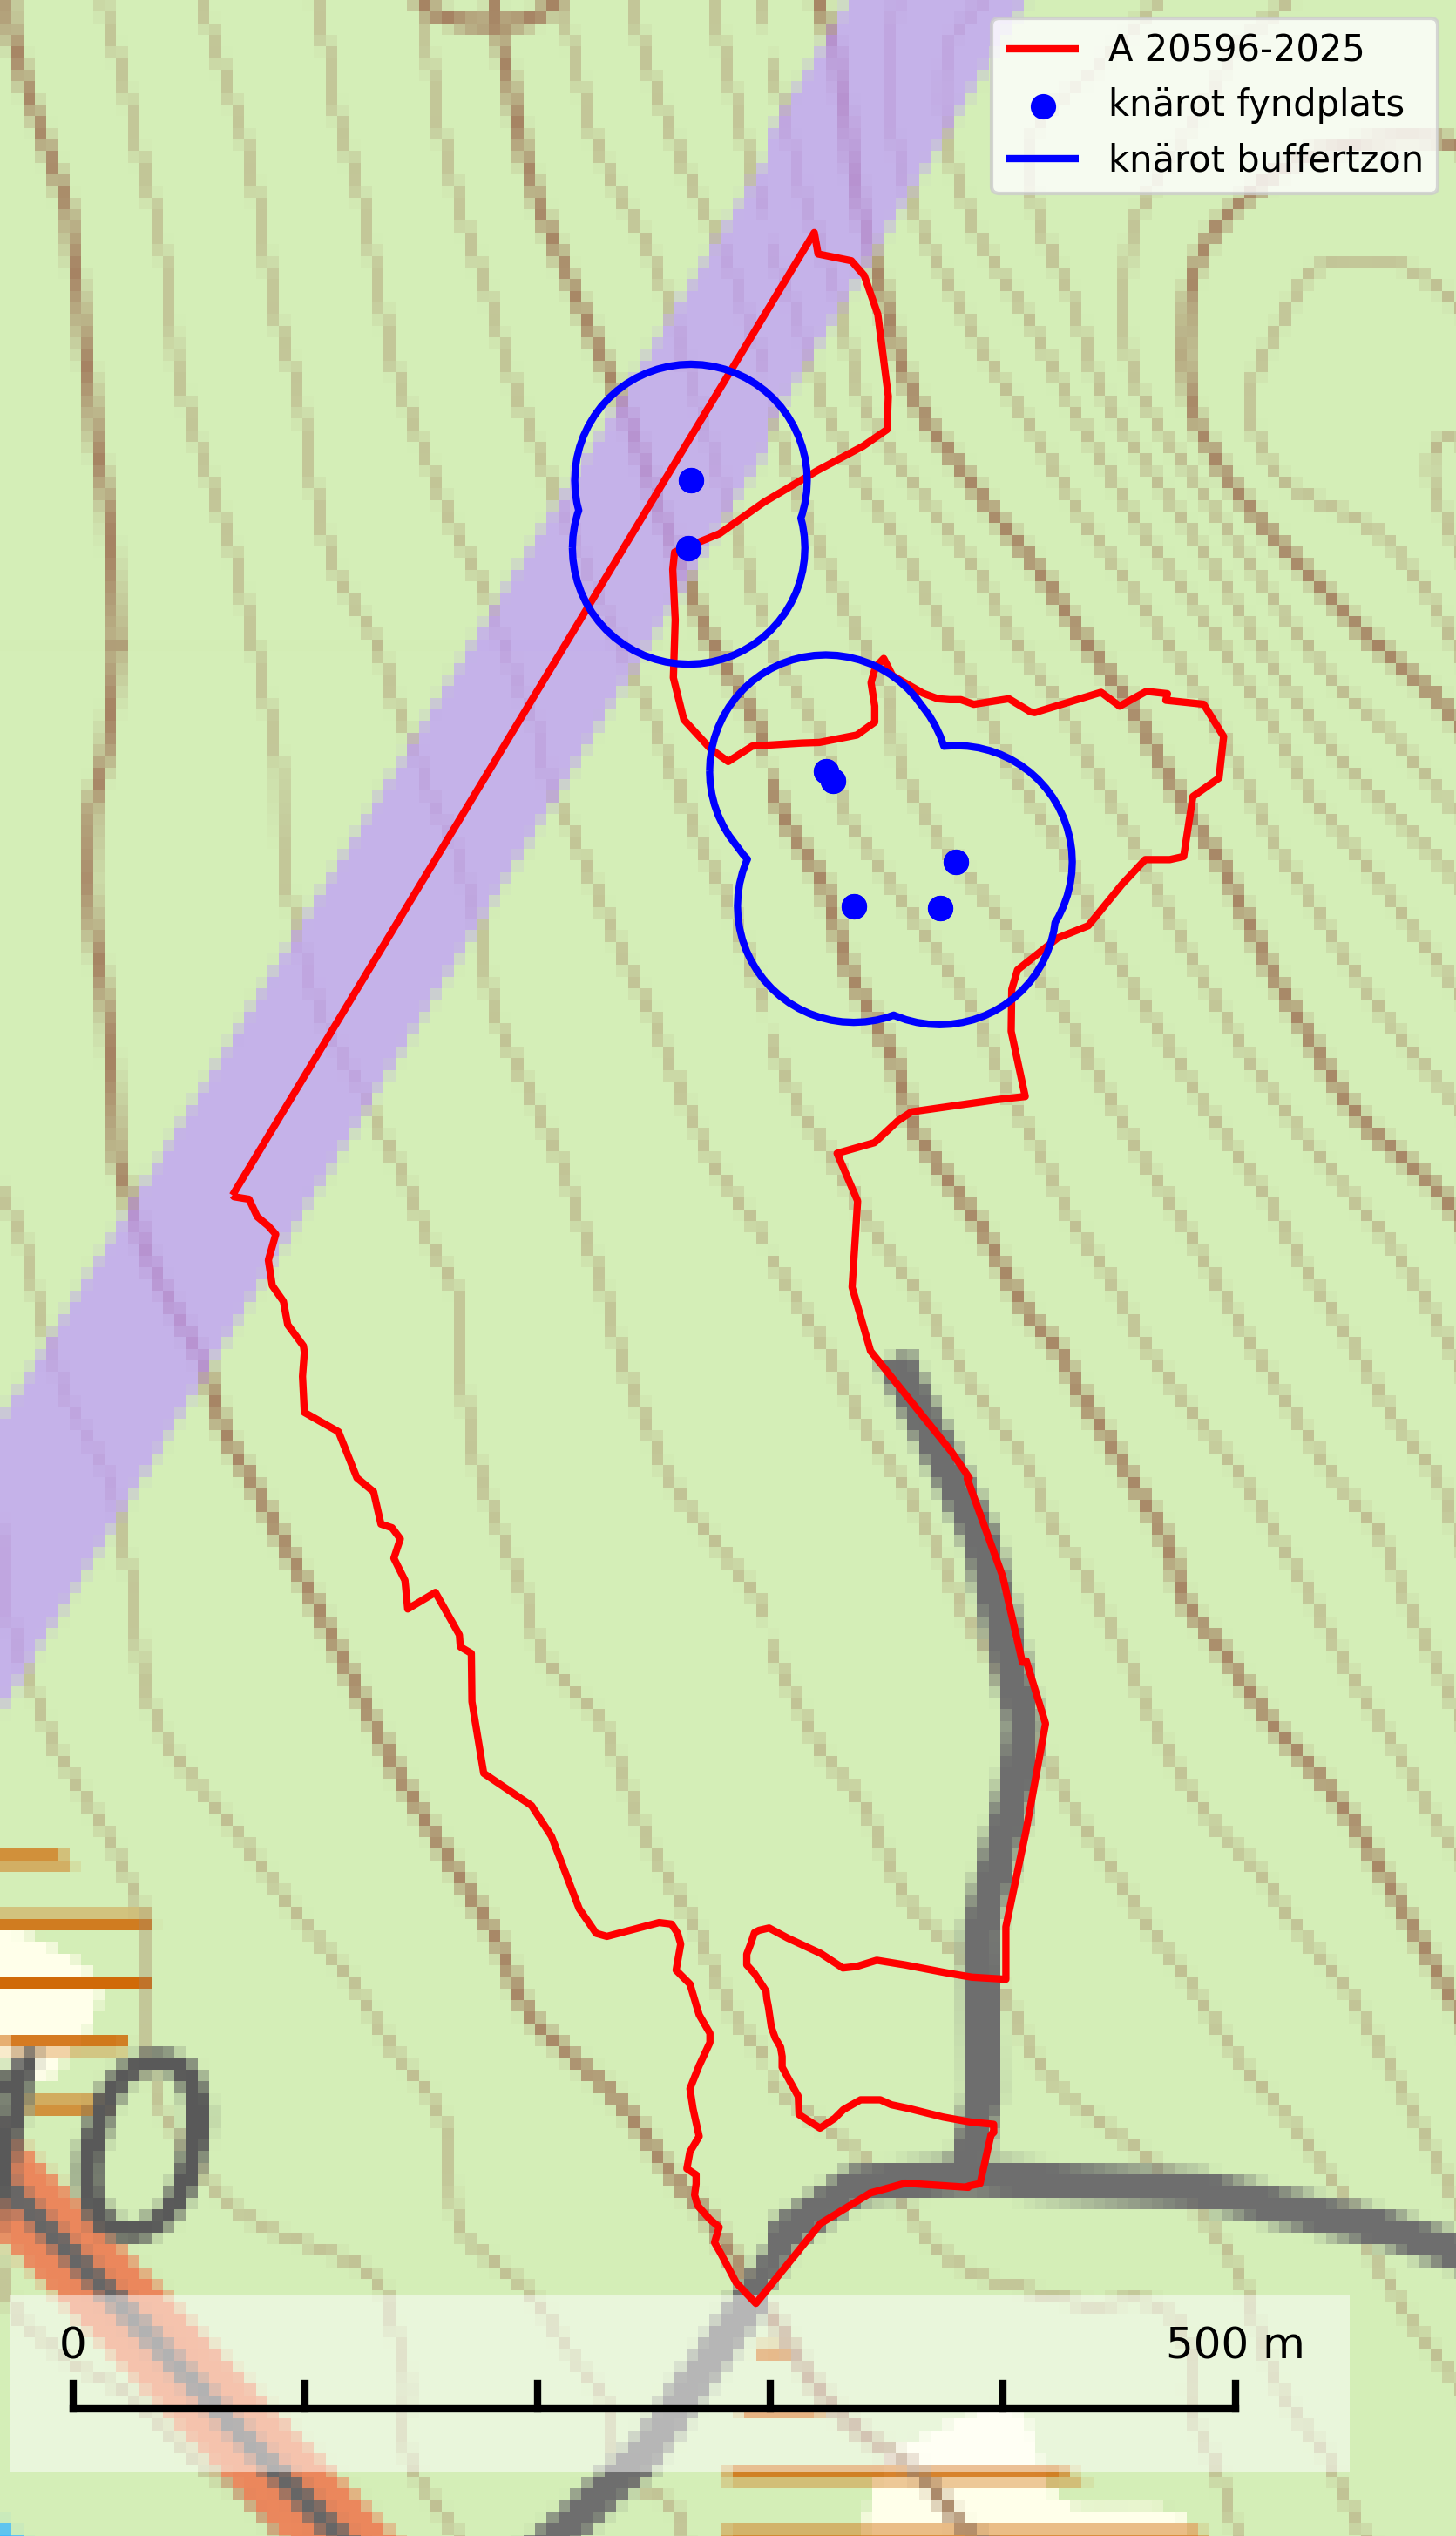 A 20596-2025
knärot fyndplats
knärot buffertzon
0
500 m